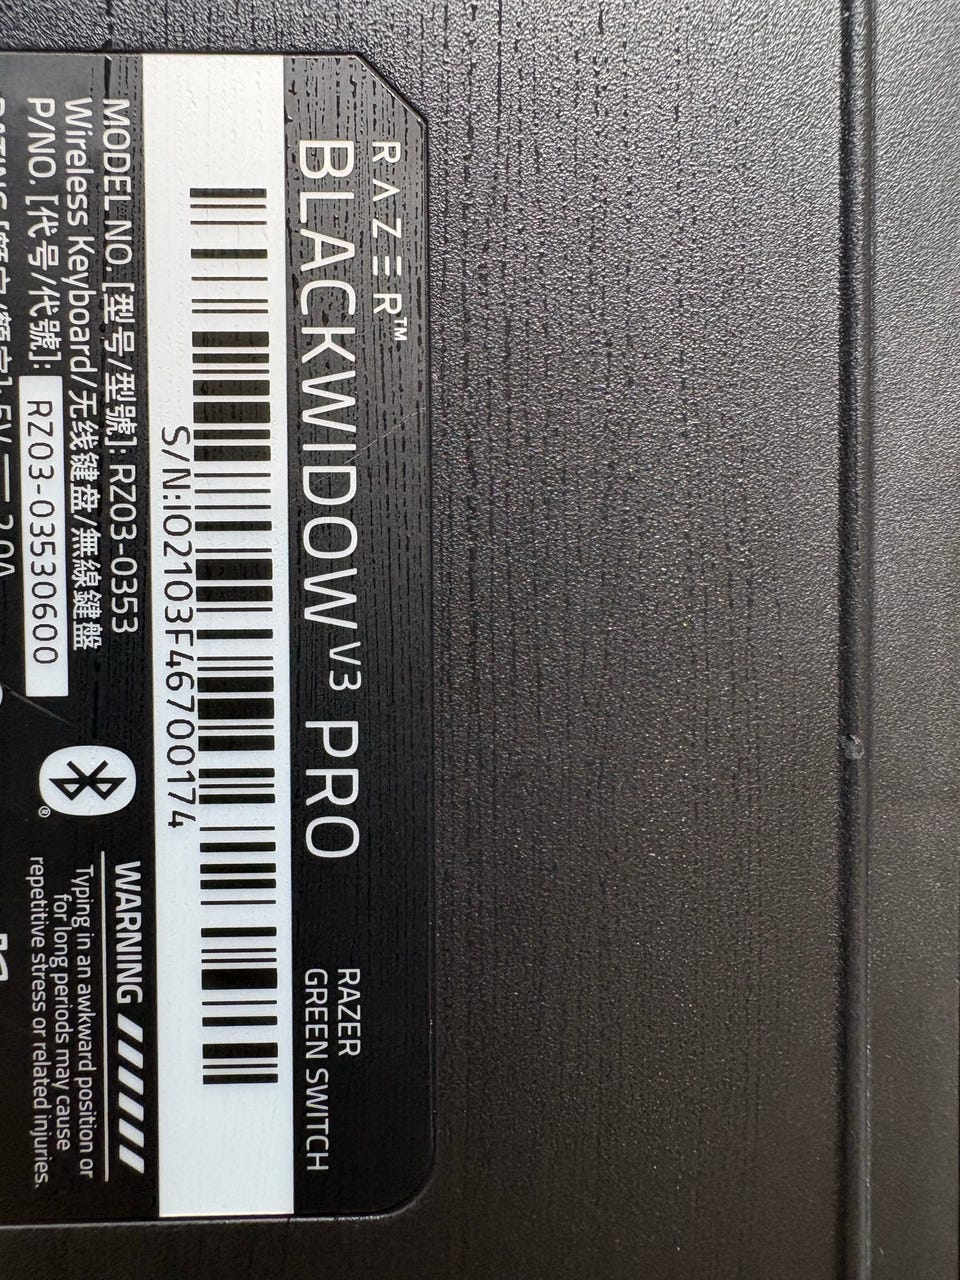 RAZER™
BLACKWIDOW V3 PRO
RAZER
GREEN SWITCH
S/N:IO2103F46700174
MODEL NO. [型号/型號]: RZ03-0353
Wireless Keyboard/无线键盘/無線鍵盤
P/NO. [代号/代號]: RZ03-03530600
®
WARNING
Typing in an awkward position or
for long periods may cause
repetitive stress or related injuries.